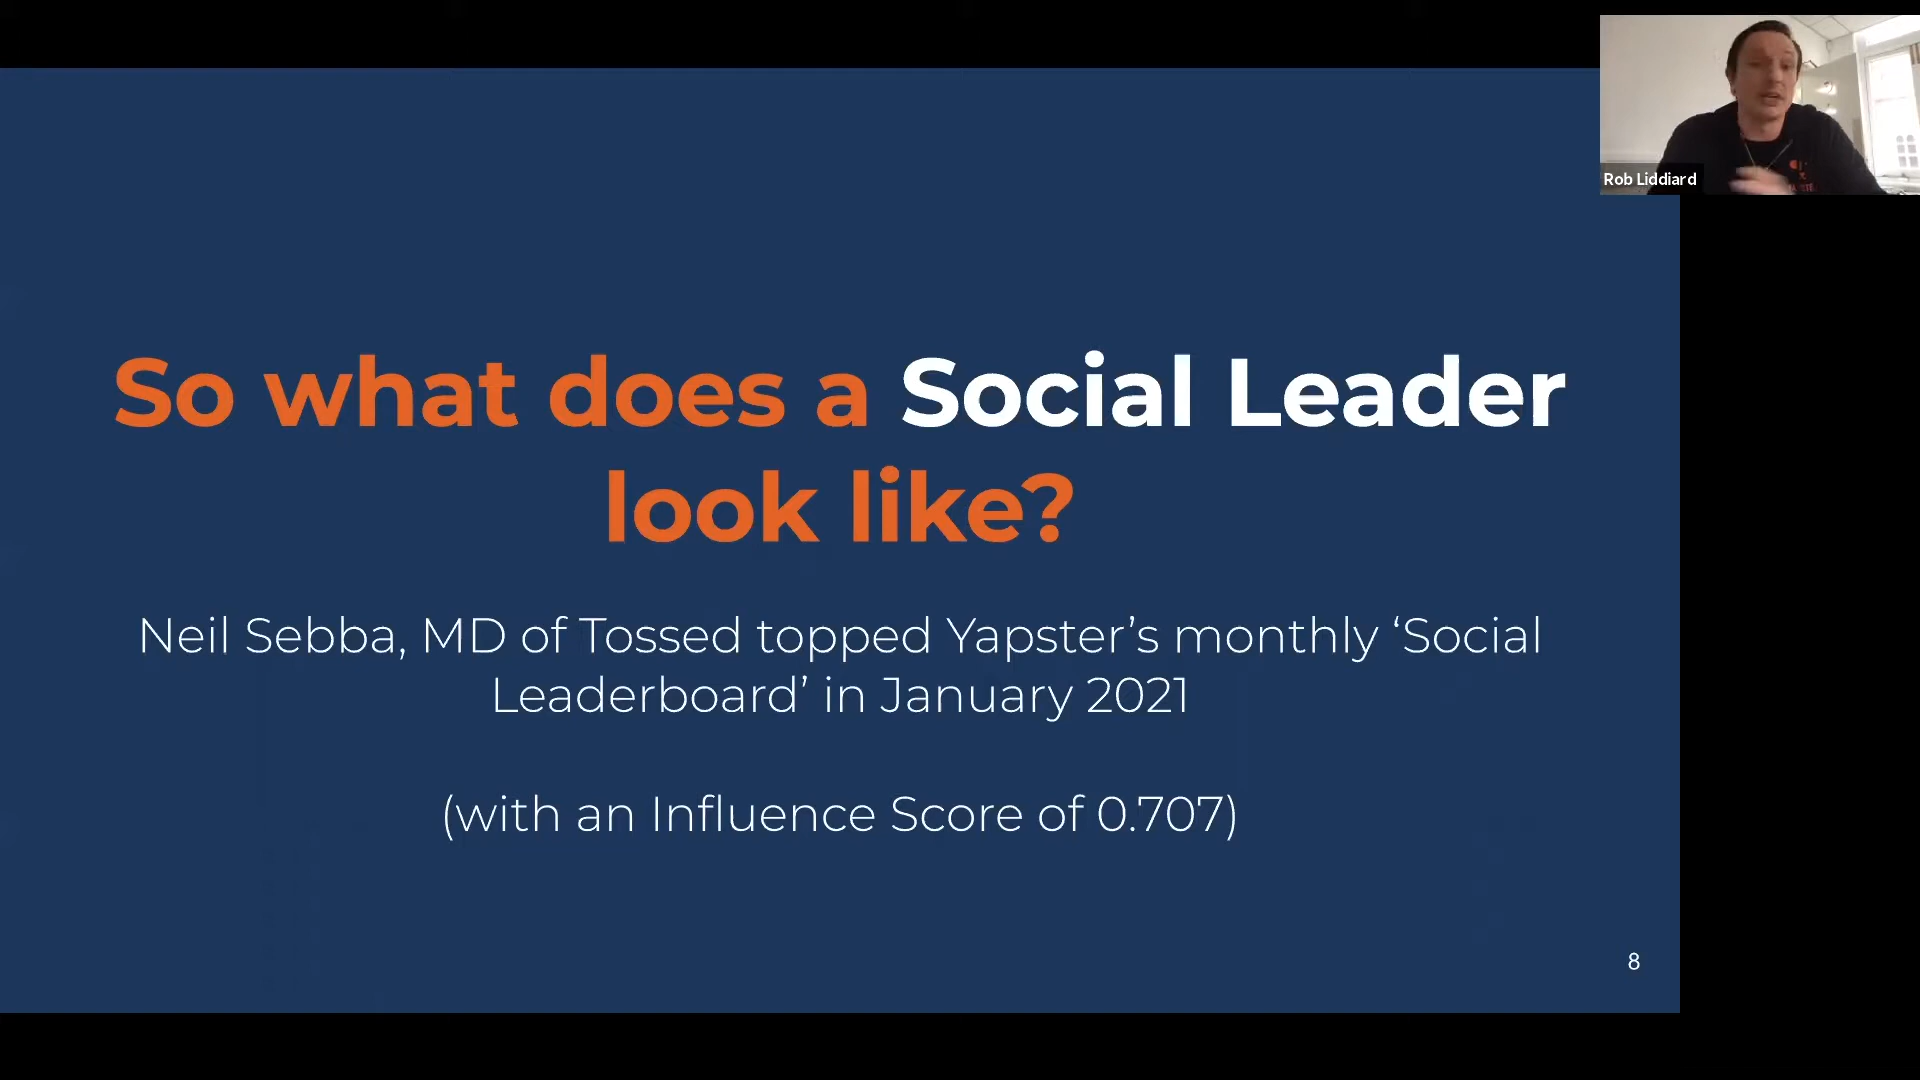 Rob Liddiard
So what does a Social Leader
look like?
Neil Sebba, MD of Tossed topped Yapster’s monthly ‘Social
Leaderboard’ in January 2021
(with an Influence Score of 0.707)
8